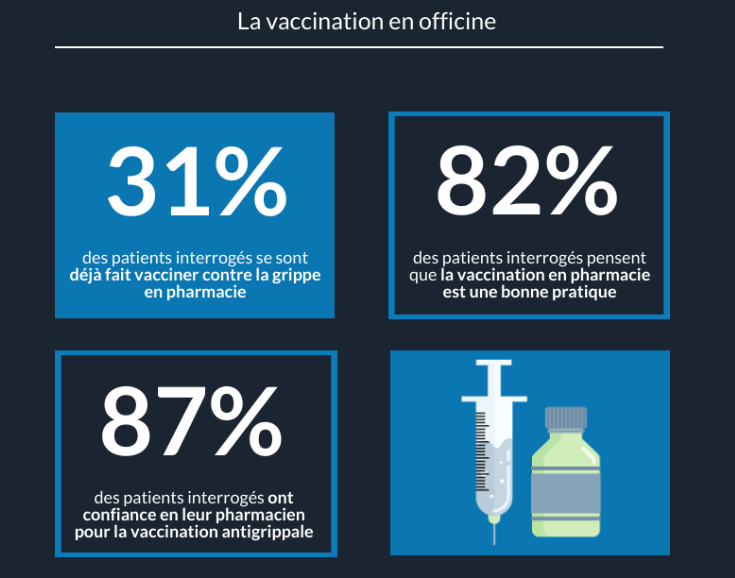 La vaccination en officine
31%
des patients interrogés se sont
déjà fait vacciner contre la grippe
en pharmacie
82%
des patients interrogés pensent
que la vaccination en pharmacie
est une bonne pratique
87%
des patients interrogés ont
confiance en leur pharmacien
pour la vaccination antigrippale